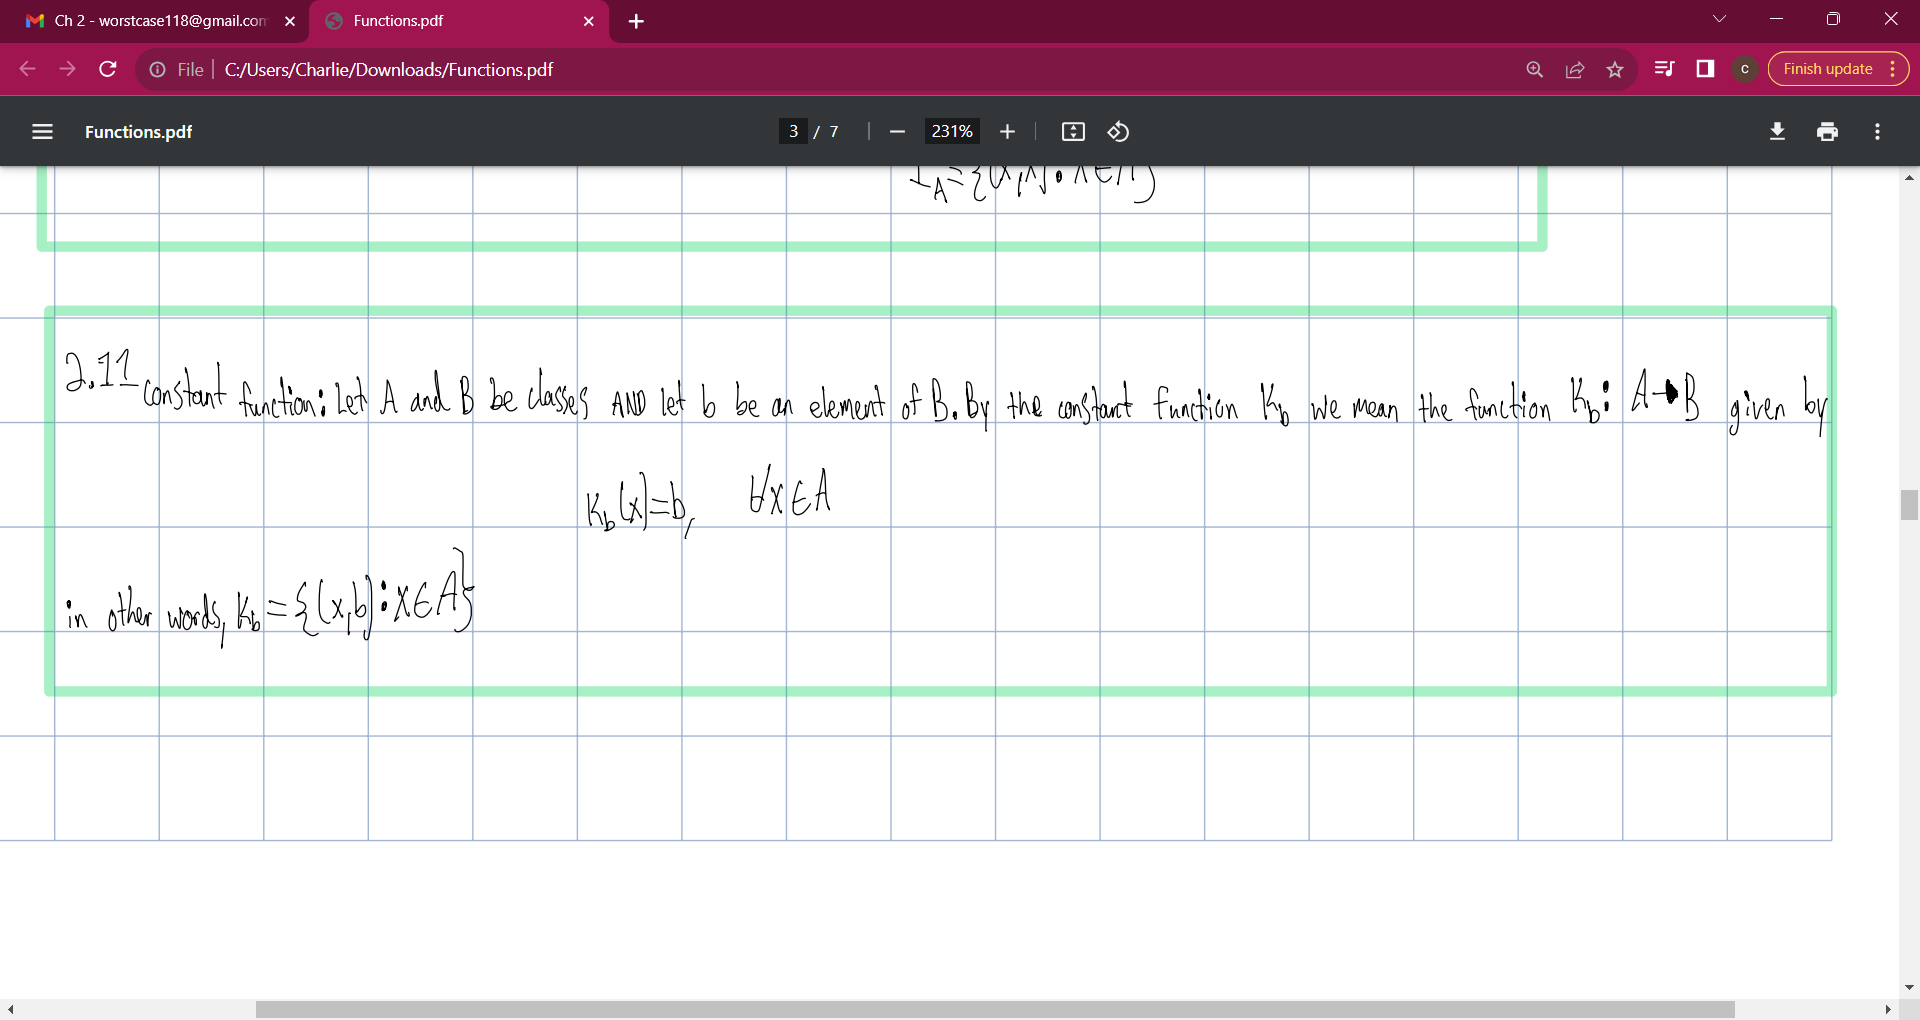 Ch 2 - worstcase118@gmail.com
Functions.pdf
File
C:/Users/Charlie/Downloads/Functions.pdf
C
Finish update
Functions.pdf
3 / 7
231%
I_A={(x,x): x∈A}
2.11 constant function: Let A and B be classes AND let b be an element of B. By the constant function K_b we mean the function K_b: A→B given by
K_b(x)=b, ∀x∈A
in other words, K_b={(x,b): x∈A}